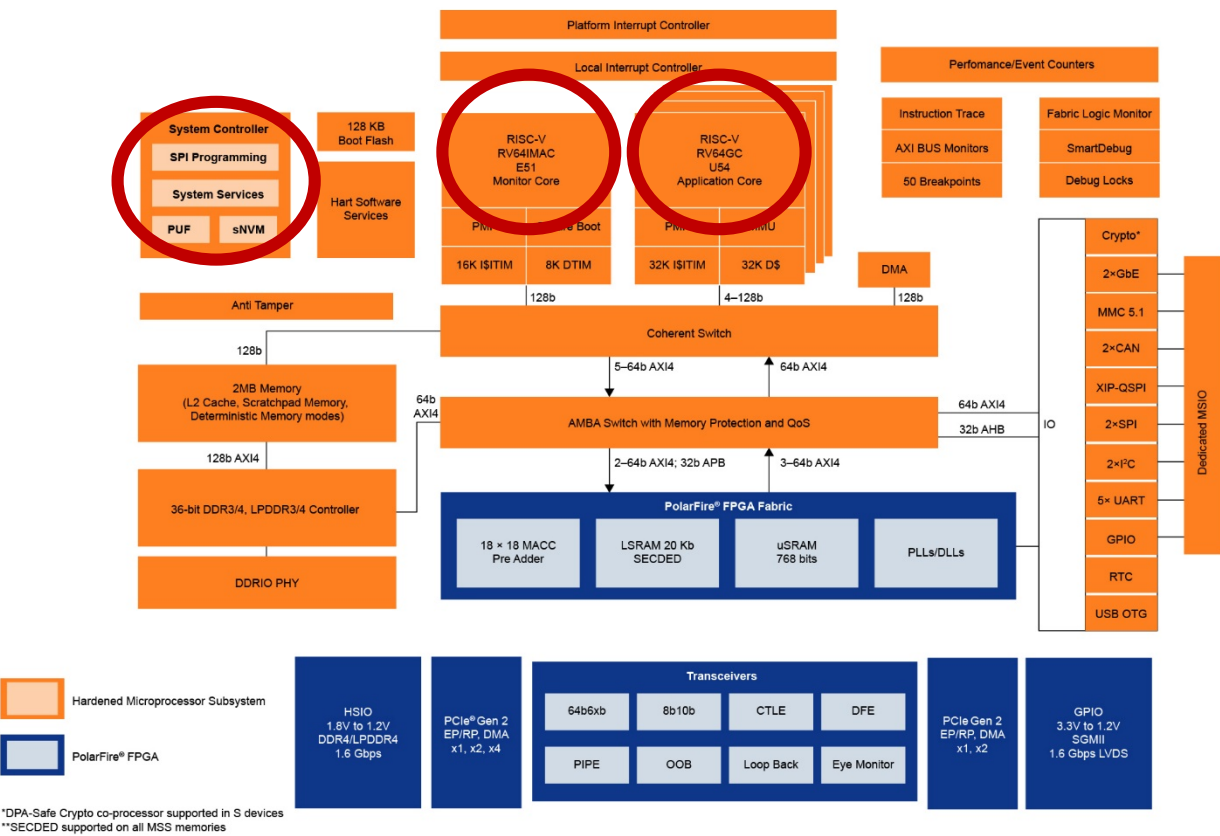 Platform Interrupt Controller
Local Interrupt Controller
Perfomance/Event Counters
System Controller
SPI Programming
System Services
PUF
sNVM
128 KB
Boot Flash
Hart Software
Services
RISC-V
RV64IMAC
E51
Monitor Core
16K I$ITIM
8K DTIM
RISC-V
RV64GC
U54
Application Core
32K I$ITIM
32K D$
Instruction Trace
AXI BUS Monitors
50 Breakpoints
Fabric Logic Monitor
SmartDebug
Debug Locks
Boot
DMA
128b
4–128b
128b
Anti Tamper
Coherent Switch
128b
5–64b AXI4
64b AXI4
2MB Memory
(L2 Cache, Scratchpad Memory,
Deterministic Memory modes)
64b
AXI4
AMBA Switch with Memory Protection and QoS
64b AXI4
32b AHB
128b AXI4
2–64b AXI4; 32b APB
3–64b AXI4
36-bit DDR3/4, LPDDR3/4 Controller
DDRIO PHY
PolarFire® FPGA Fabric
18 × 18 MACC
Pre Adder
LSRAM 20 Kb
SECDED
uSRAM
768 bits
PLLs/DLLs
IO
Crypto*
2×GbE
MMC 5.1
2×CAN
XIP-QSPI
2×SPI
2×I²C
5× UART
GPIO
RTC
USB OTG
Dedicated MSIO
Hardened Microprocessor Subsystem
PolarFire® FPGA
HSIO
1.8V to 1.2V
DDR4/LPDDR4
1.6 Gbps
PCIe® Gen 2
EP/RP, DMA
x1, x2, x4
Transceivers
64b6xb
8b10b
CTLE
DFE
PIPE
OOB
Loop Back
Eye Monitor
PCIe Gen 2
EP/RP, DMA
x1, x2
GPIO
3.3V to 1.2V
SGMII
1.6 Gbps LVDS
*DPA-Safe Crypto co-processor supported in S devices
**SECDED supported on all MSS memories